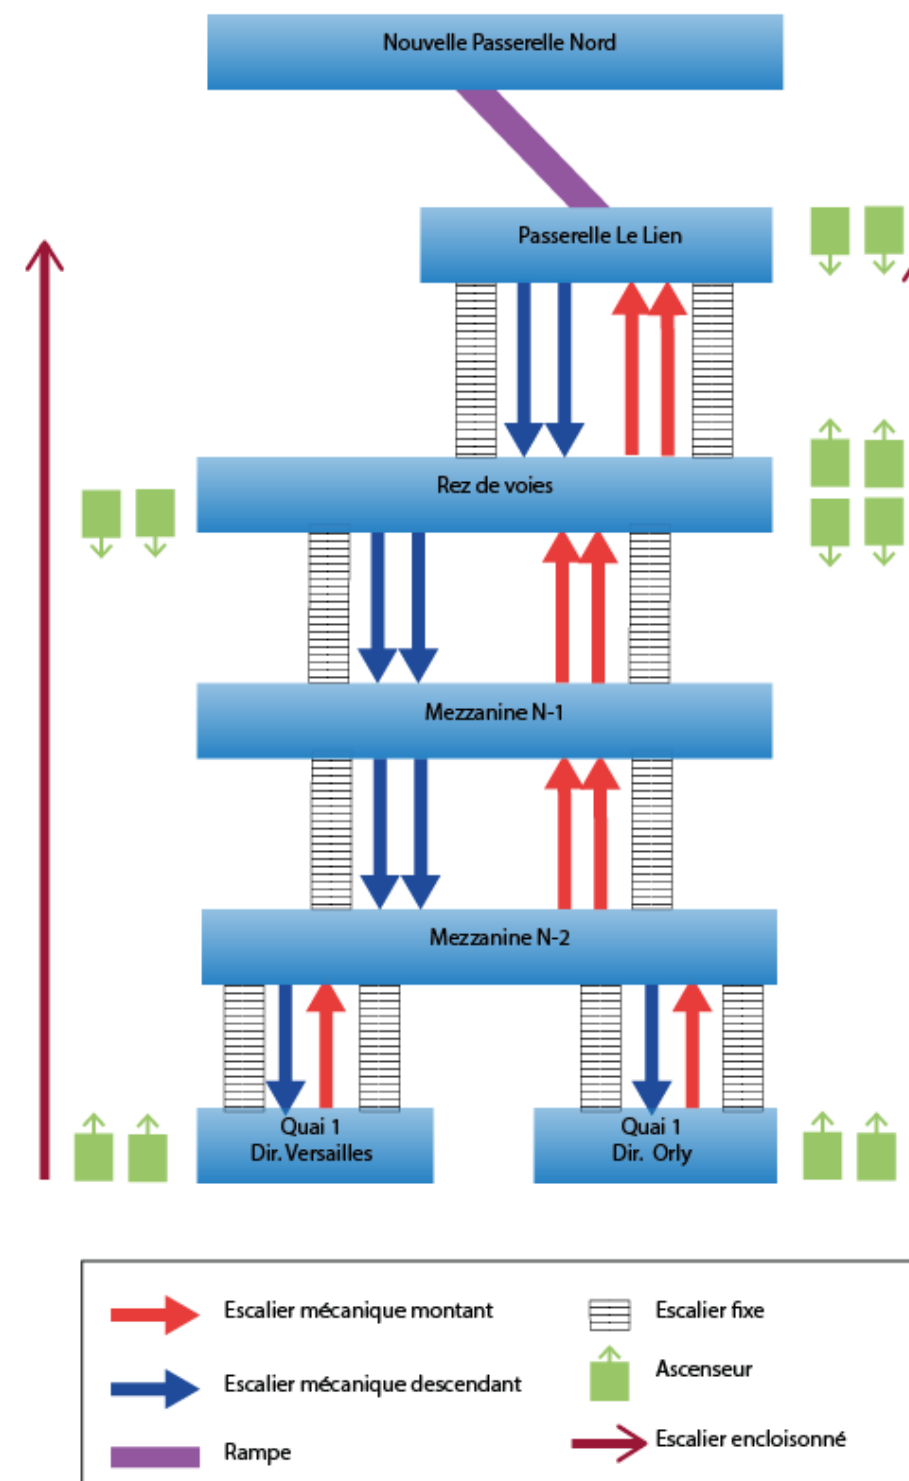 Nouvelle Passerelle Nord
Passerelle Le Lien
Rez de voies
Mezzanine N-1
Mezzanine N-2
Quai 1
Dir. Versailles
Quai 1
Dir. Orly
Escalier mécanique montant
Escalier fixe
Escalier mécanique descendant
Ascenseur
Rampe
Escalier encloisonné